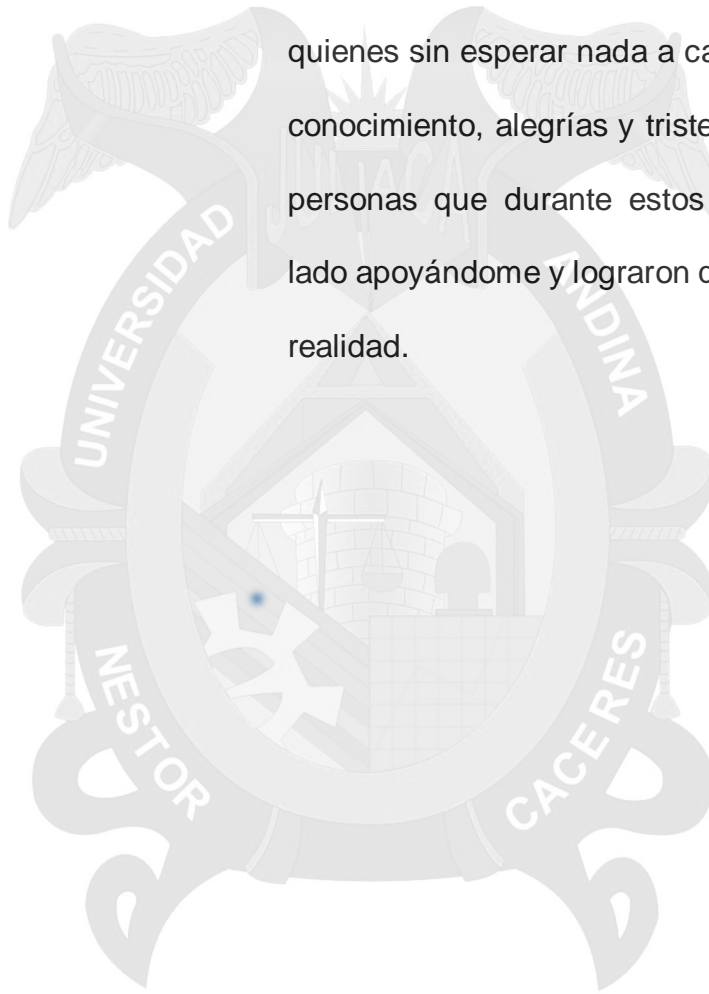 quienes sin esperar nada a ca
conocimiento, alegrías y triste
personas que durante estos
lado apoyándome y lograron
realidad.
JULIACA
UNIVERSIDAD
ANDINA
NESTOR
CACERES